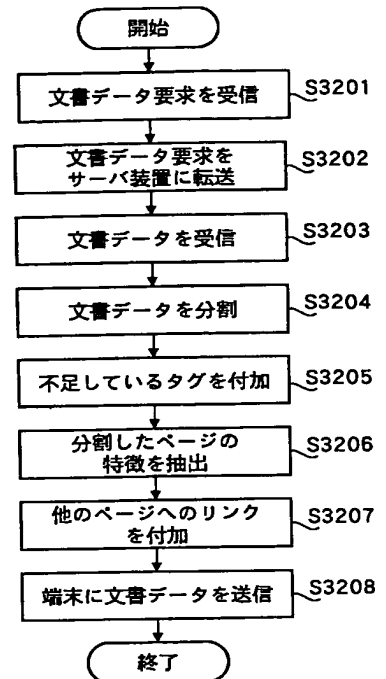 開始
文書データ要求を受信
S3201
文書データ要求を
サーバ装置に転送
S3202
文書データを受信
S3203
文書データを分割
S3204
不足しているタグを付加
S3205
分割したページの
特徴を抽出
S3206
他のページへのリンク
を付加
S3207
端末に文書データを送信
S3208
終了